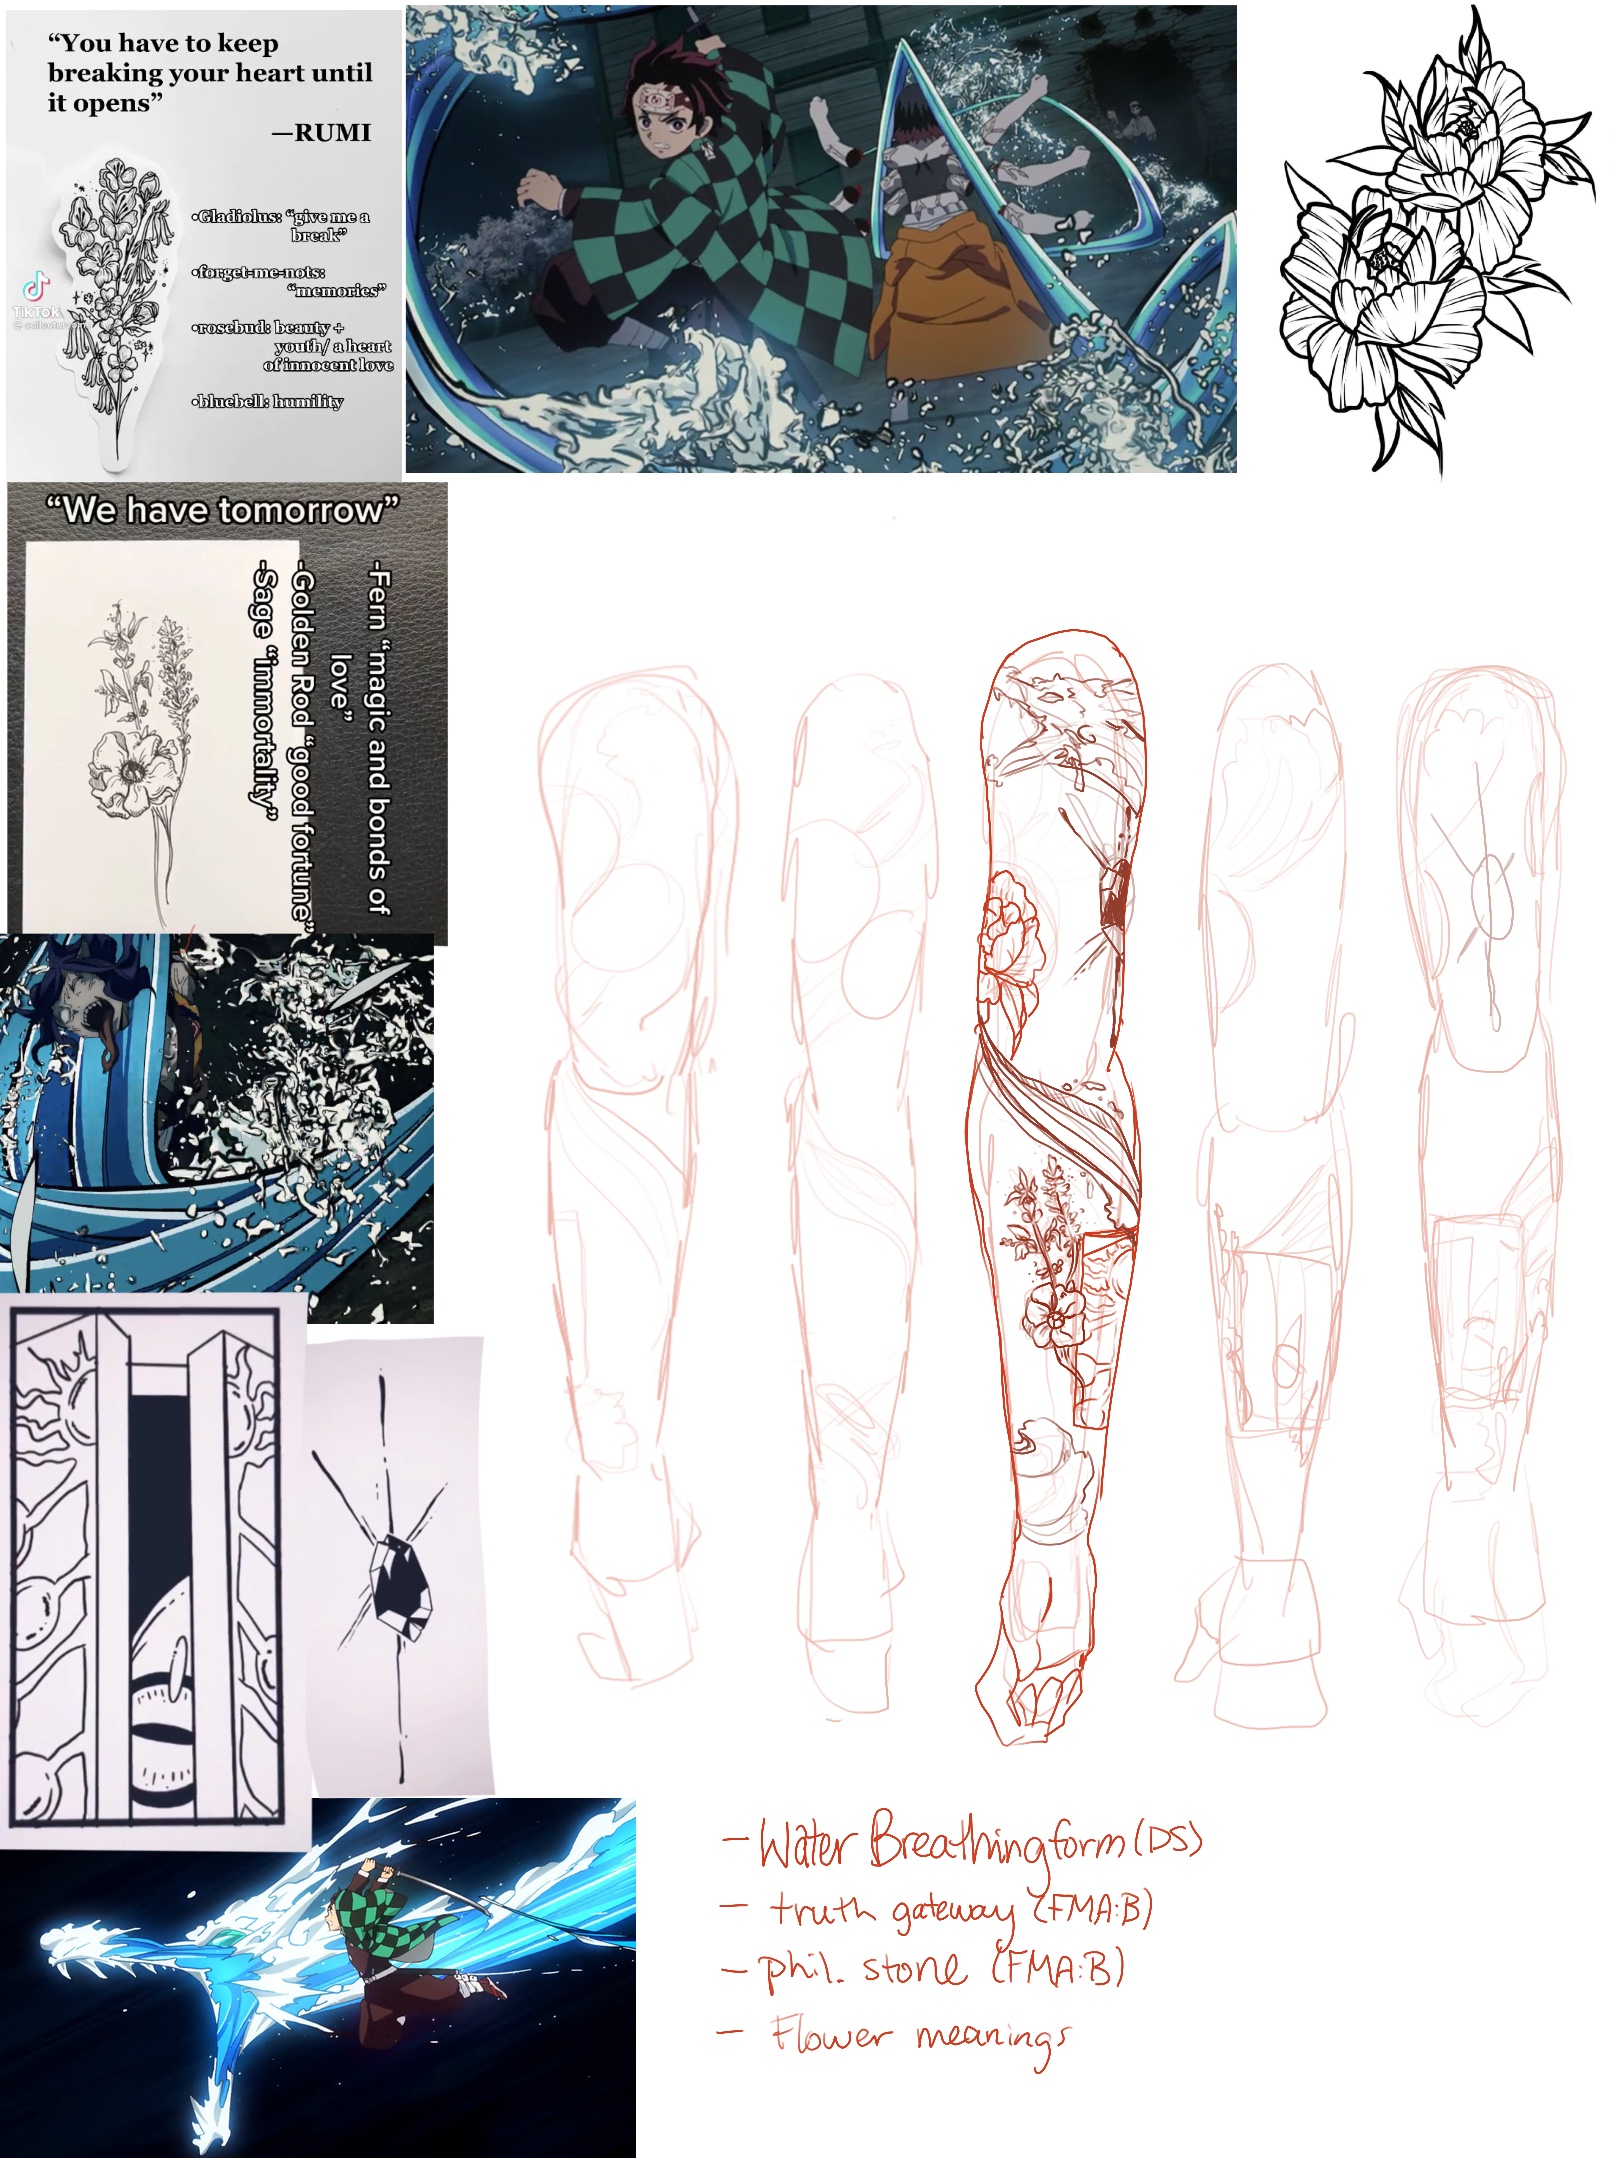 “You have to keep
breaking your heart until
it opens”
—RUMI
•Gladiolus: “give me a
break”
•forget-me-nots:
“memories”
•rosebud: beauty +
youth/ a heart
of innocent love
•bluebell: humility
TikTok
“We have tomorrow”
-Fern “magic and bonds of
love”
-Golden Rod “good fortune”
-Sage “immortality”
- Water Breathing form (DS)
- truth gateway (FMA:B)
- phil. stone (FMA:B)
- Flower meanings